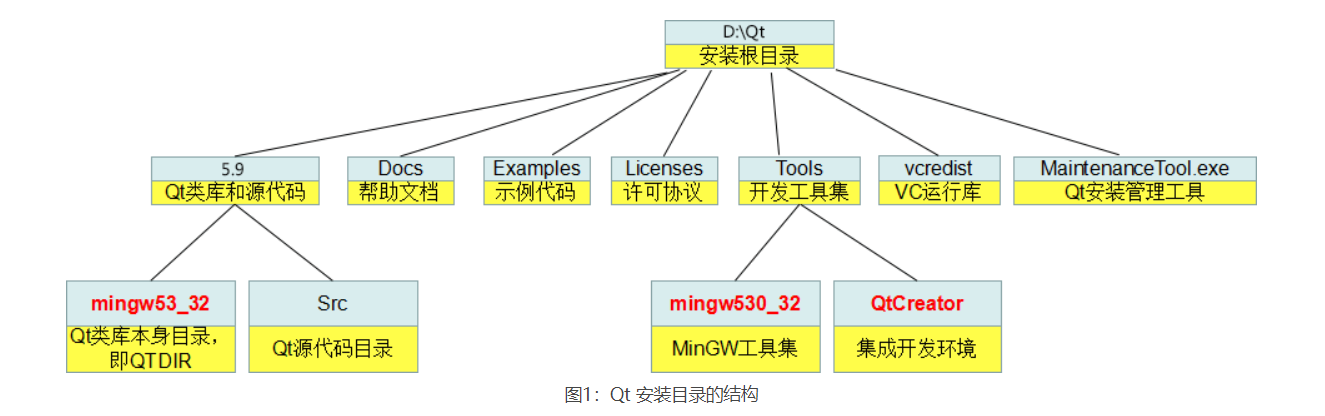 D:\Qt
安装根目录
5.9
Qt类库和源代码
Docs
帮助文档
Examples
示例代码
Licenses
许可协议
Tools
开发工具集
vcredist
VC运行库
MaintenanceTool.exe
Qt安装管理工具
mingw53_32
Qt类库本身目录，
即QTDIR
Src
Qt源代码目录
mingw530_32
MinGW工具集
QtCreator
集成开发环境
图1：Qt 安装目录的结构